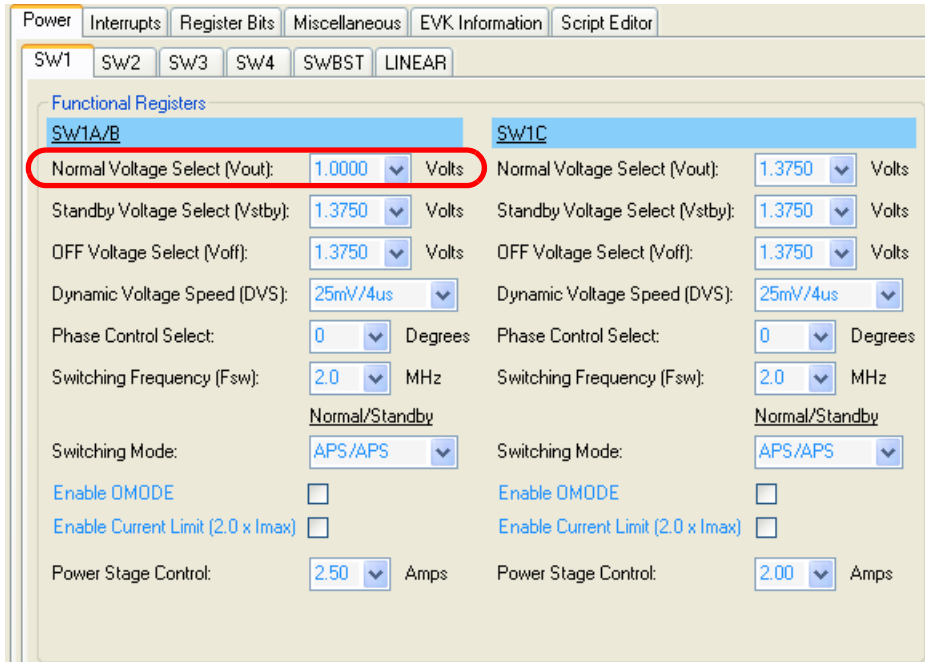 Power Interrupts Register Bits Miscellaneous EVK Information Script Editor
SW1 SW2 SW3 SW4 SWBST LINEAR
Functional Registers
SW1A/B SW1C
Normal Voltage Select (Vout): 1.0000 Volts Normal Voltage Select (Vout): 1.3750 Volts
Standby Voltage Select (Vstby): 1.3750 Volts Standby Voltage Select (Vstby): 1.3750 Volts
OFF Voltage Select (Voff): 1.3750 Volts OFF Voltage Select (Voff): 1.3750 Volts
Dynamic Voltage Speed (DVS): 25mV/4us Dynamic Voltage Speed (DVS): 25mV/4us
Phase Control Select: 0 Degrees Phase Control Select: 0 Degrees
Switching Frequency (Fsw): 2.0 MHz Switching Frequency (Fsw): 2.0 MHz
Normal/Standby Normal/Standby
Switching Mode: APS/APS Switching Mode: APS/APS
Enable OMODE Enable OMODE
Enable Current Limit (2.0 x Imax) Enable Current Limit (2.0 x Imax)
Power Stage Control: 2.50 Amps Power Stage Control: 2.00 Amps